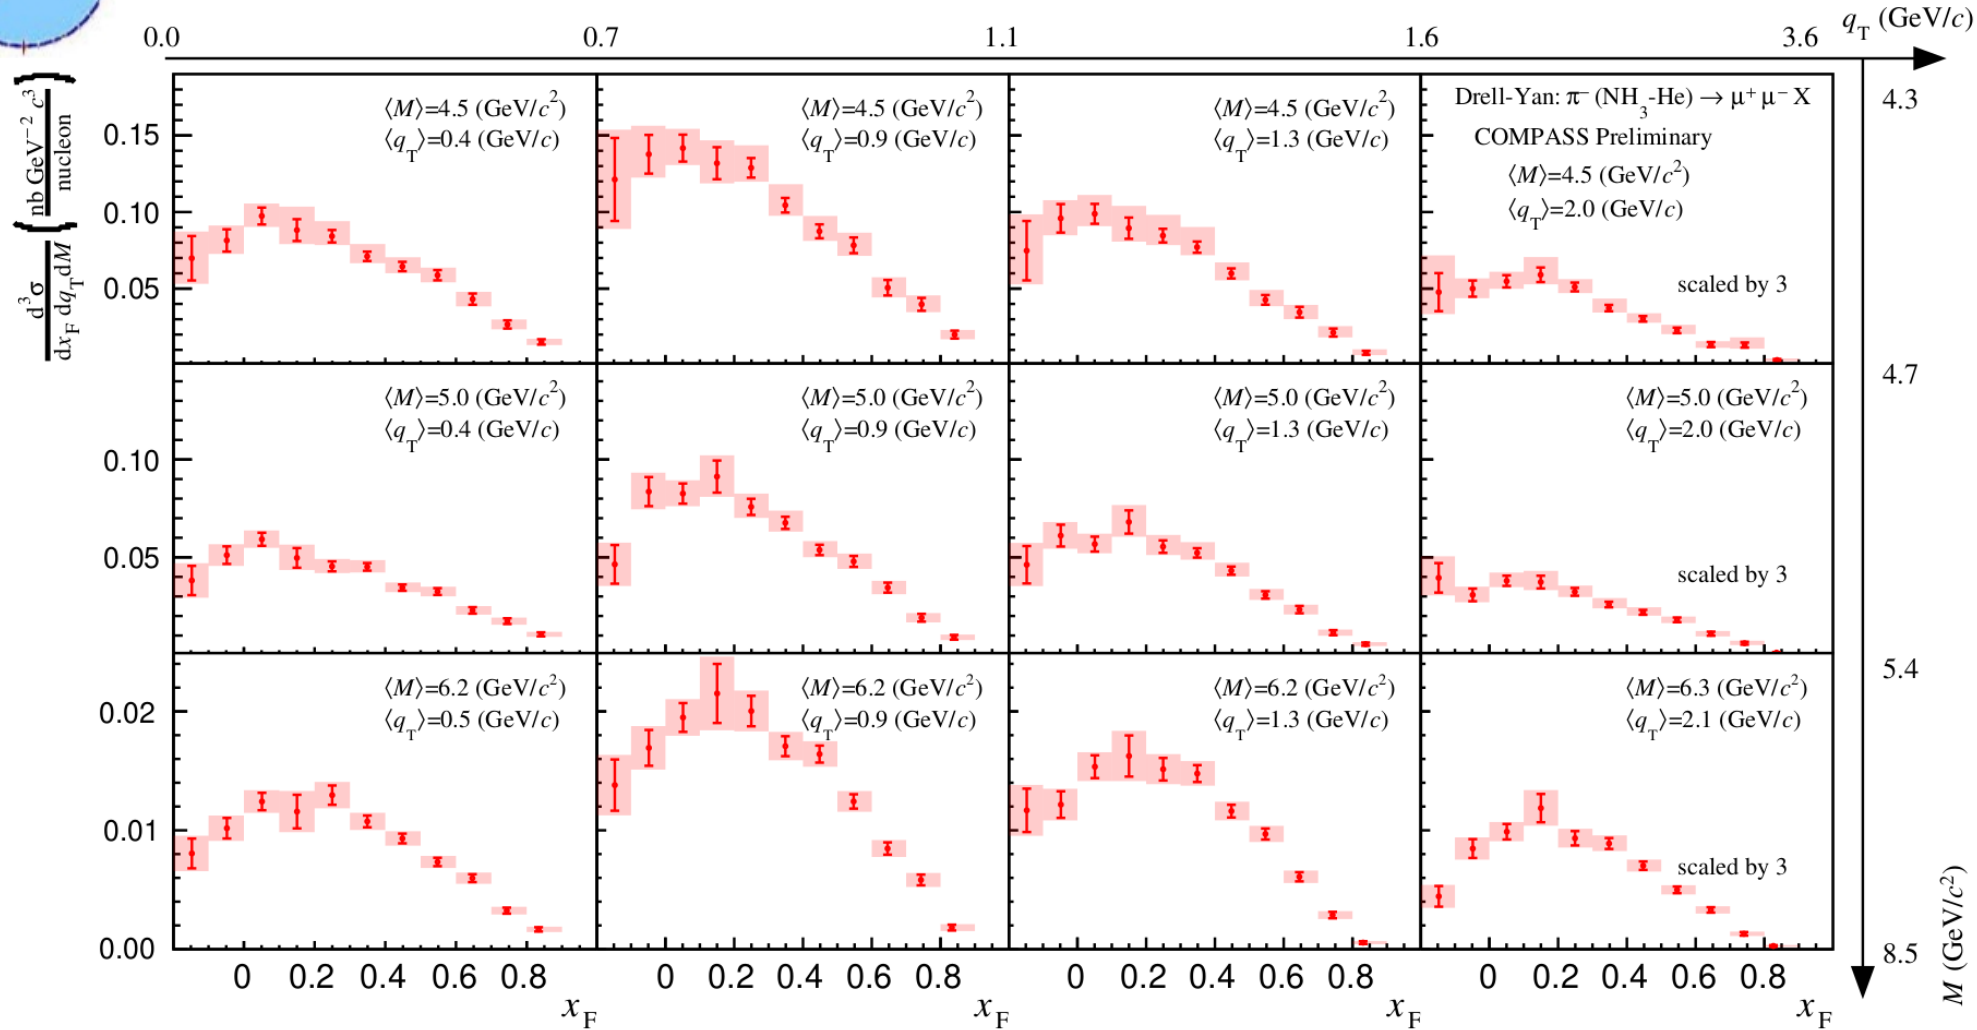 q_T (GeV/c)
0.0 0.7 1.1 1.6 3.6
d³σ / dx_F dq_T dM (nb GeV⁻² c³ / nucleon)
⟨M⟩=4.5 (GeV/c²)
⟨q_T⟩=0.4 (GeV/c)
⟨M⟩=4.5 (GeV/c²)
⟨q_T⟩=0.9 (GeV/c)
⟨M⟩=4.5 (GeV/c²)
⟨q_T⟩=1.3 (GeV/c)
Drell-Yan: π⁻ (NH₃-He) → μ⁺ μ⁻ X
COMPASS Preliminary
⟨M⟩=4.5 (GeV/c²)
⟨q_T⟩=2.0 (GeV/c)
scaled by 3
4.3
0.15
0.10
0.05
4.7
⟨M⟩=5.0 (GeV/c²)
⟨q_T⟩=0.4 (GeV/c)
⟨M⟩=5.0 (GeV/c²)
⟨q_T⟩=0.9 (GeV/c)
⟨M⟩=5.0 (GeV/c²)
⟨q_T⟩=1.3 (GeV/c)
⟨M⟩=5.0 (GeV/c²)
⟨q_T⟩=2.0 (GeV/c)
scaled by 3
0.10
0.05
5.4
⟨M⟩=6.2 (GeV/c²)
⟨q_T⟩=0.5 (GeV/c)
⟨M⟩=6.2 (GeV/c²)
⟨q_T⟩=0.9 (GeV/c)
⟨M⟩=6.2 (GeV/c²)
⟨q_T⟩=1.3 (GeV/c)
⟨M⟩=6.3 (GeV/c²)
⟨q_T⟩=2.1 (GeV/c)
scaled by 3
0.02
0.01
0.00
8.5
M (GeV/c²)
0 0.2 0.4 0.6 0.8 0 0.2 0.4 0.6 0.8 0 0.2 0.4 0.6 0.8 0 0.2 0.4 0.6 0.8
x_F x_F x_F x_F